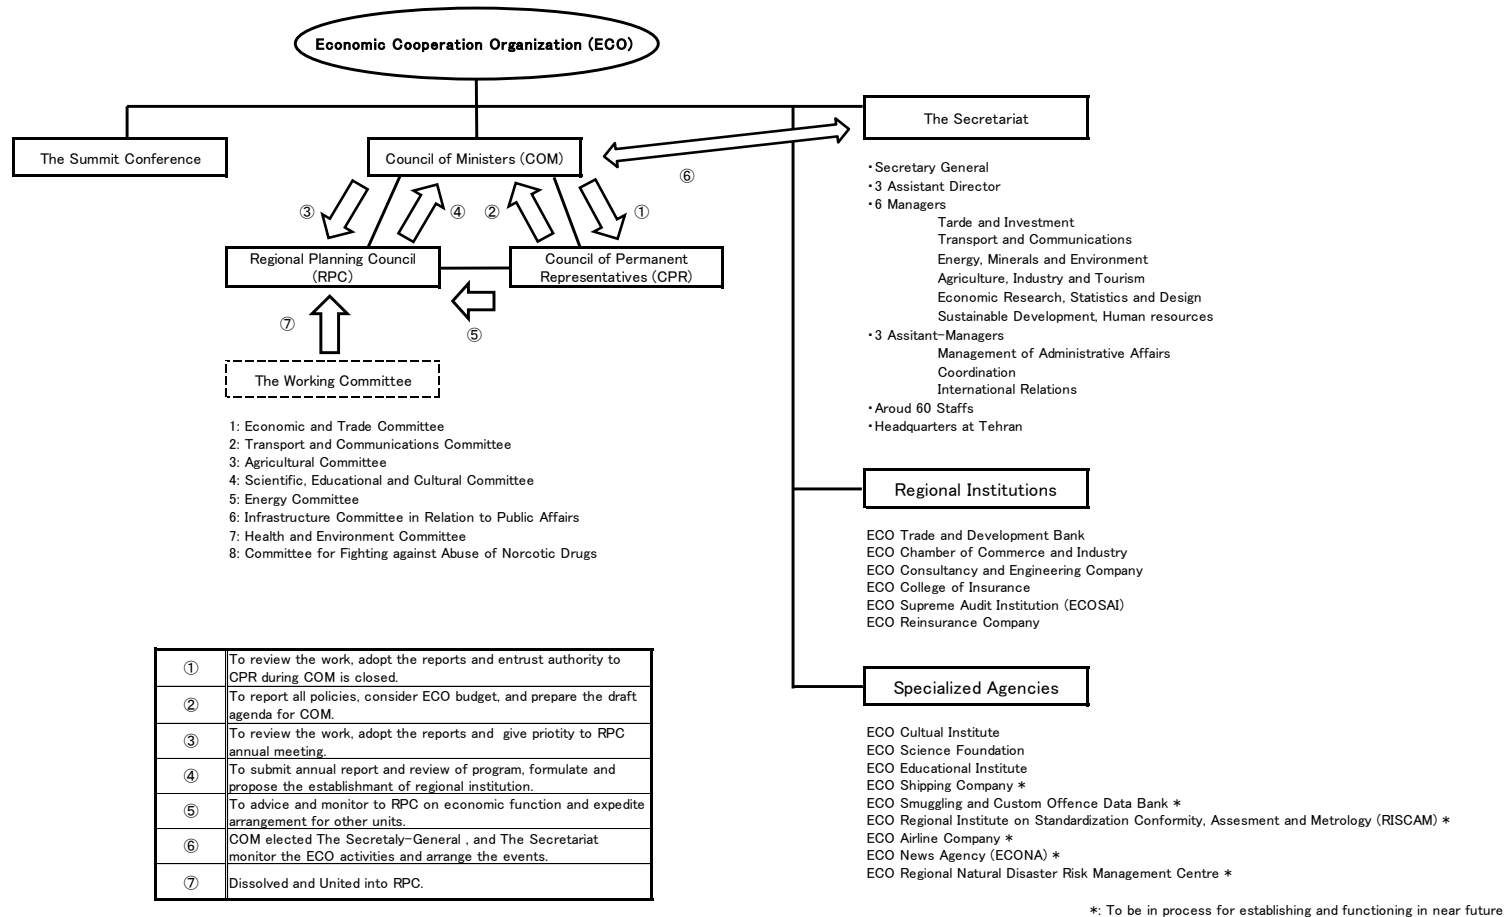 Economic Cooperation Organization (ECO)
The Secretariat
The Summit Conference
Council of Ministers (COM)
⑥
・Secretary General
・3 Assistant Director
・6 Managers
Tarde and Investment
Transport and Communications
Energy, Minerals and Environment
Agriculture, Industry and Tourism
Economic Research, Statistics and Design
Sustainable Development, Human resources
・3 Assitant-Managers
Management of Administrative Affairs
Coordination
International Relations
・Aroud 60 Staffs
・Headquarters at Tehran
③
④
②
①
Regional Planning Council
(RPC)
Council of Permanent
Representatives (CPR)
⑦
⑤
The Working Committee
1: Economic and Trade Committee
2: Transport and Communications Committee
3: Agricultural Committee
4: Scientific, Educational and Cultural Committee
5: Energy Committee
6: Infrastructure Committee in Relation to Public Affairs
7: Health and Environment Committee
8: Committee for Fighting against Abuse of Norcotic Drugs
Regional Institutions
ECO Trade and Development Bank
ECO Chamber of Commerce and Industry
ECO Consultancy and Engineering Company
ECO College of Insurance
ECO Supreme Audit Institution (ECOSAI)
ECO Reinsurance Company
① To review the work, adopt the reports and entrust authority to
CPR during COM is closed.
② To report all policies, consider ECO budget, and prepare the draft
agenda for COM.
③ To review the work, adopt the reports and give priotity to RPC
annual meeting.
④ To submit annual report and review of program, formulate and
propose the establishmant of regional institution.
⑤ To advice and monitor to RPC on economic function and expedite
arrangement for other units.
⑥ COM elected The Secretaly-General , and The Secretariat
monitor the ECO activities and arrange the events.
⑦ Dissolved and United into RPC.
Specialized Agencies
ECO Cultual Institute
ECO Science Foundation
ECO Educational Institute
ECO Shipping Company *
ECO Smuggling and Custom Offence Data Bank *
ECO Regional Institute on Standardization Conformity, Assesment and Metrology (RISCAM) *
ECO Airline Company *
ECO News Agency (ECONA) *
ECO Regional Natural Disaster Risk Management Centre *
*: To be in process for establishing and functioning in near future